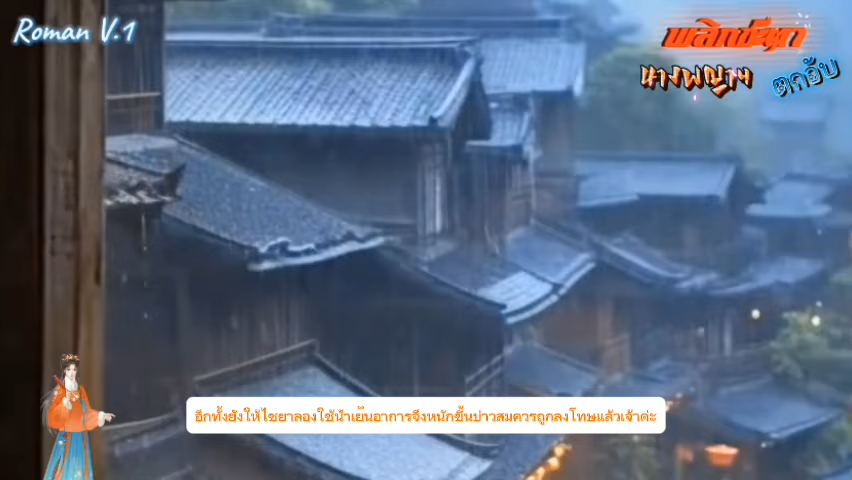 Roman V.1
พลิกชะตา
นางพญาง
ตกอับ
อีกทั้งยังให้ไชยาลองใช้น้ำเย็นอาการจึงหนักขึ้นบ่าวสมควรถูกลงโทษแล้วเจ้าค่ะ